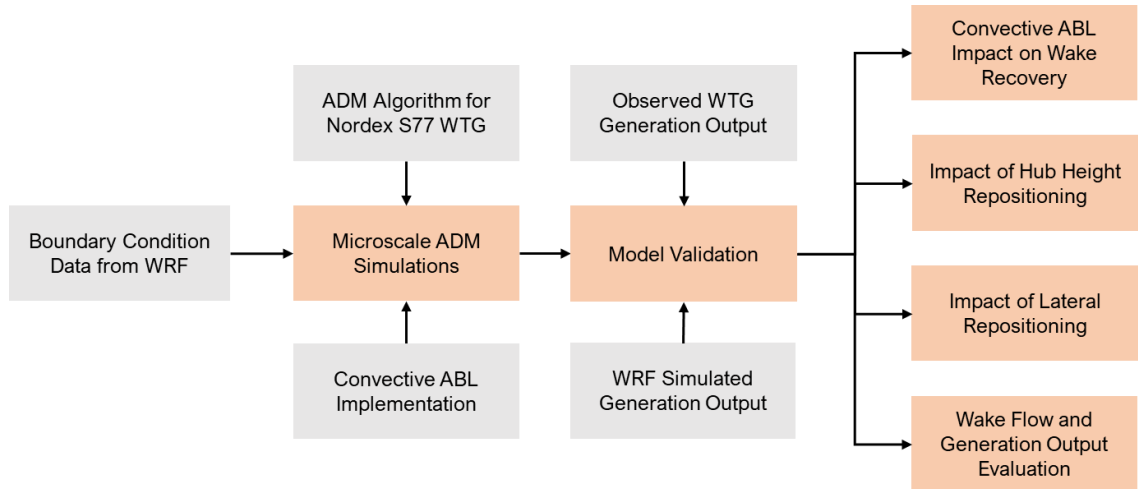 Boundary Condition
Data from WRF
ADM Algorithm for
Nordex S77 WTG
Microscale ADM
Simulations
Convective ABL
Implementation
Observed WTG
Generation Output
Model Validation
WRF Simulated
Generation Output
Convective ABL
Impact on Wake
Recovery
Impact of Hub Height
Repositioning
Impact of Lateral
Repositioning
Wake Flow and
Generation Output
Evaluation